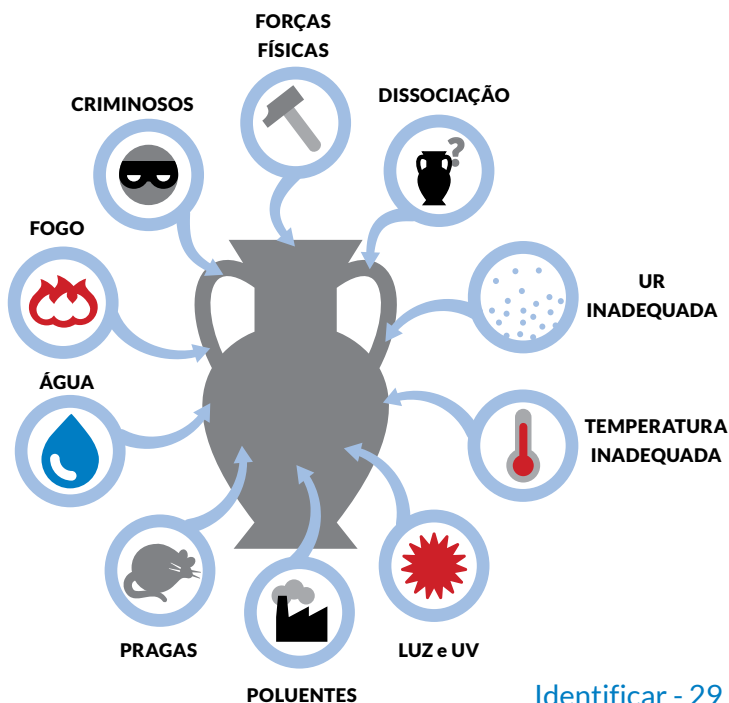 FORÇAS
FÍSICAS
DISSOCIAÇÃO
CRIMINOSOS
?
FOGO
UR
INADEQUADA
ÁGUA
TEMPERATURA
INADEQUADA
PRAGAS
LUZ e UV
POLUENTES
Identificar - 29